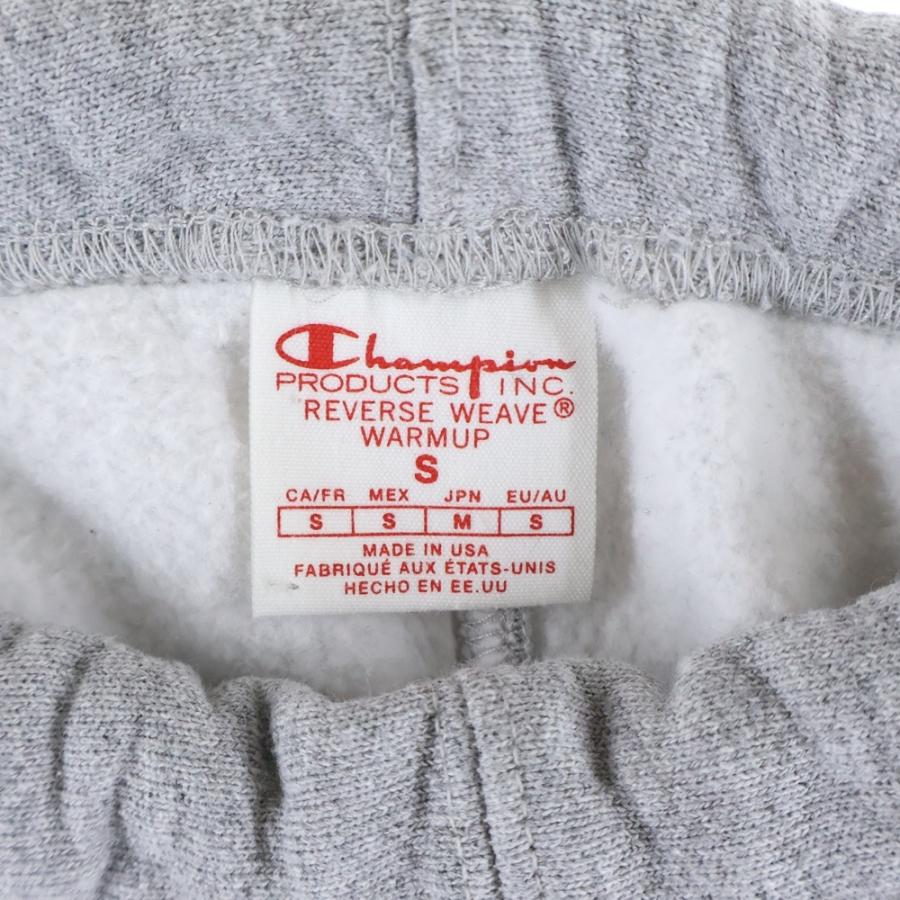 Champion
PRODUCTS INC.
REVERSE WEAVE®
WARMUP
S
CA/FR MEX JPN EU/AU
S S M S
MADE IN USA
FABRIQUÉ AUX ÉTATS-UNIS
HECHO EN EE.UU